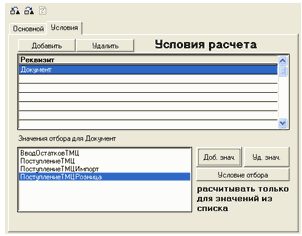 Основной Условия
Добавить Удалить Условия расчета
Реквизит
Документ
Значения отбора для Документ
ВводОстатковТМЦ
ПоступлениеТМЦ
ПоступлениеТМЦИмпорт
ПоступлениеТМЦРозница
Доб. знач. Уд. знач.
Условие отбора
расчитывать только
для значений из
списка